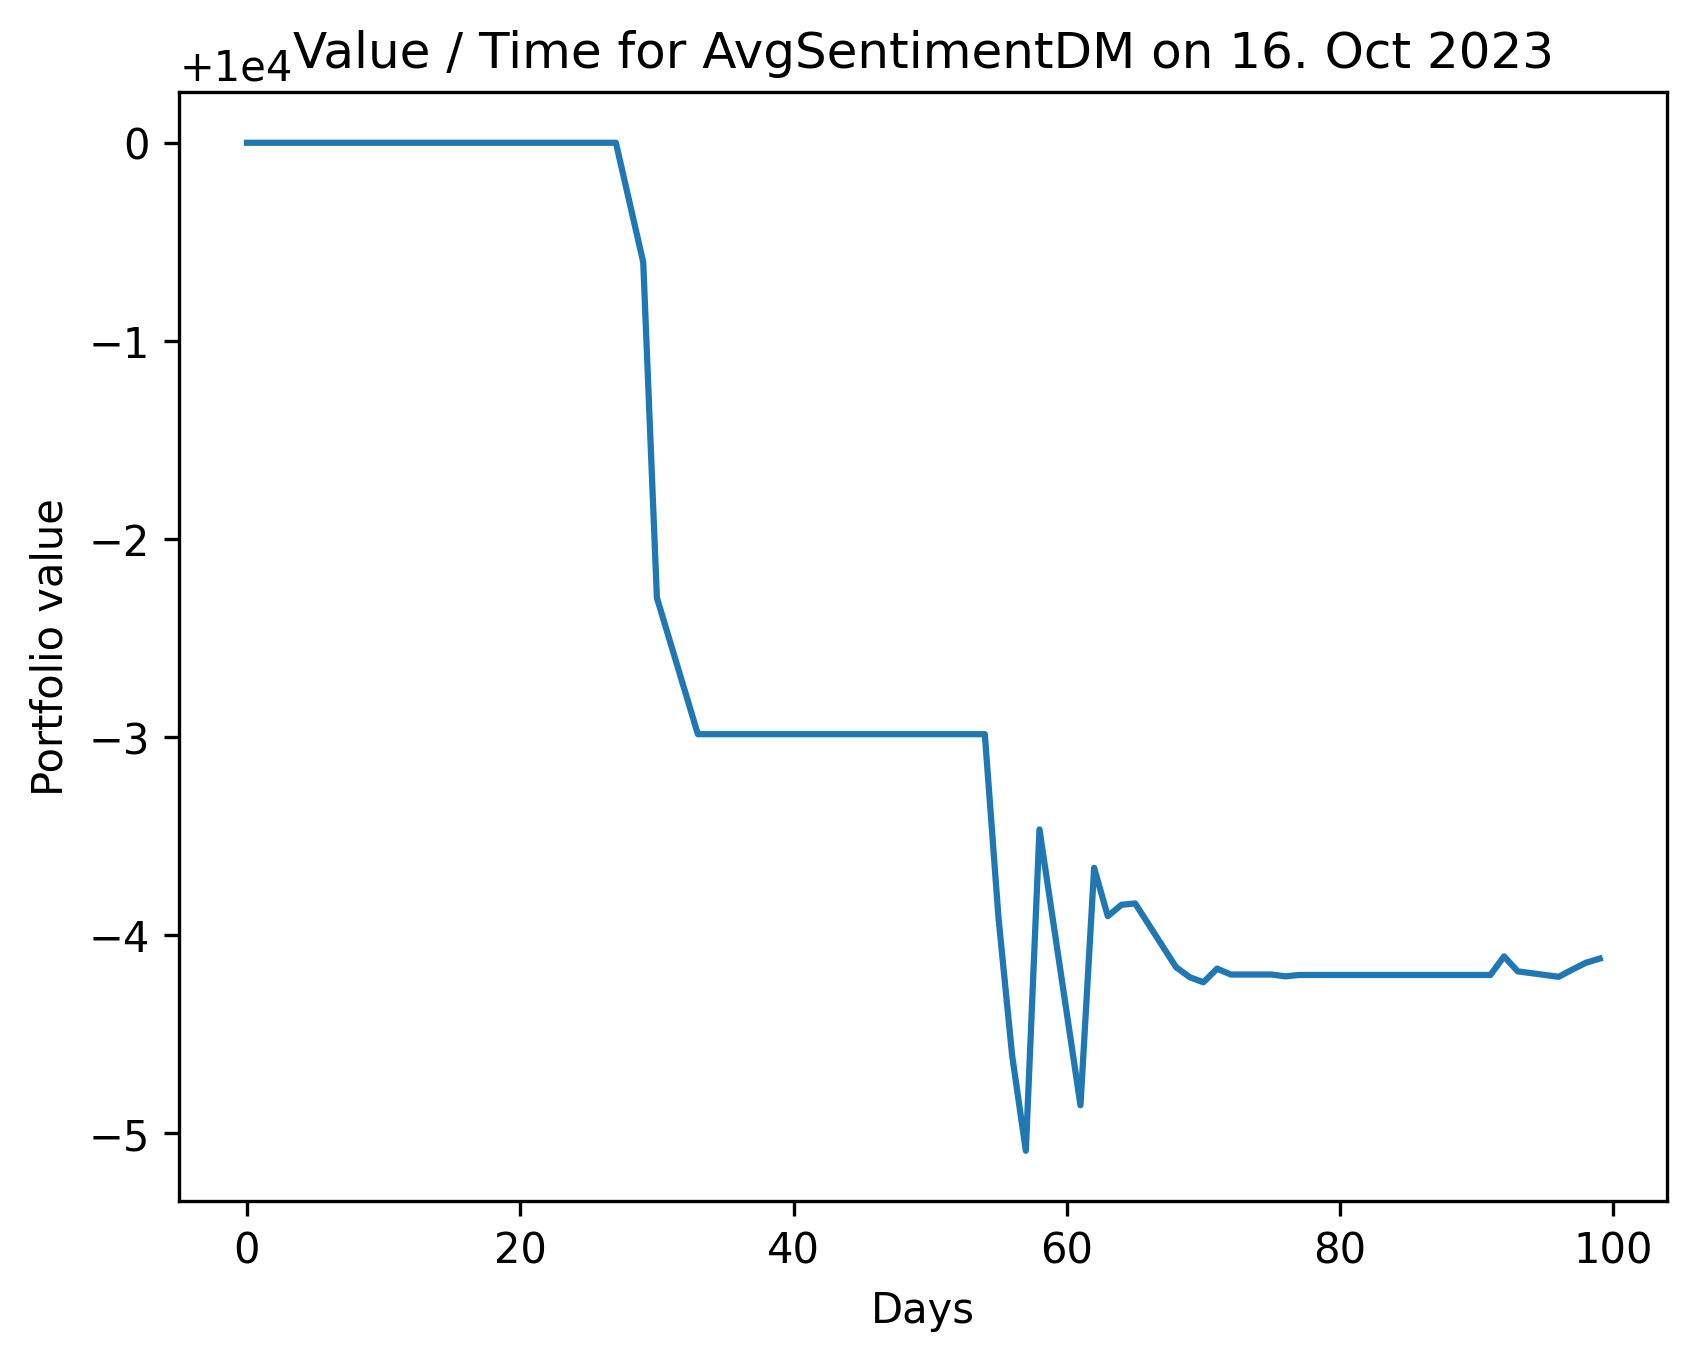 Value / Time for AvgSentimentDM on 16. Oct 2023
+1e4
0
−1
−2
−3
−4
−5
Portfolio value
0 20 40 60 80 100
Days